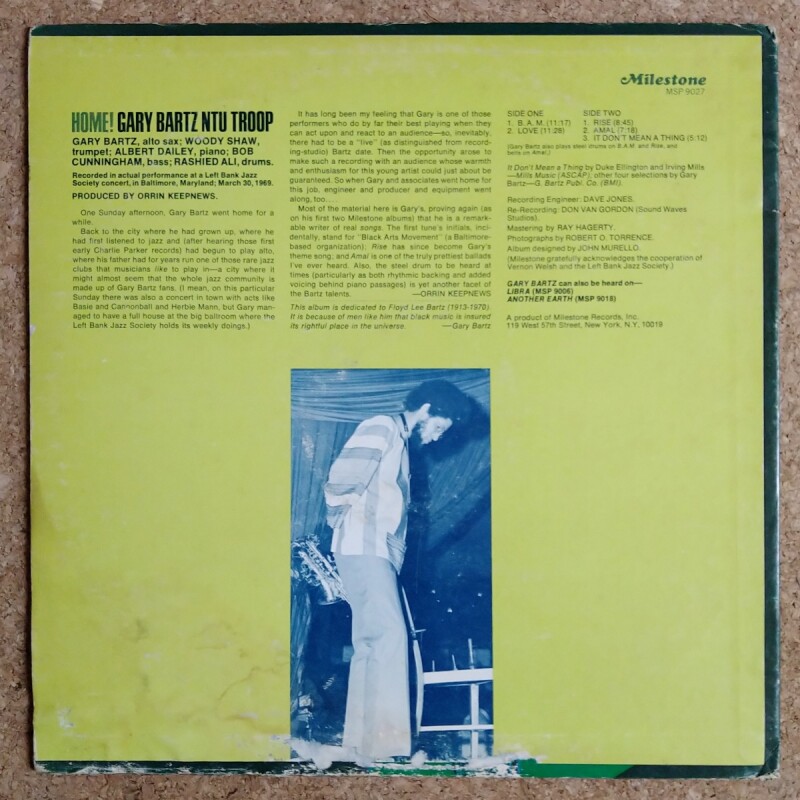 Milestone
MSP 9027
HOME! GARY BARTZ NTU TROOP
GARY BARTZ, alto sax; WOODY SHAW,
trumpet; ALBERT DAILEY, piano; BOB
CUNNINGHAM, bass; RASHIED ALI, drums.
Recorded in actual performance at a Left Bank Jazz
Society concert, in Baltimore, Maryland; March 30, 1969.
PRODUCED BY ORRIN KEEPNEWS.
One Sunday afternoon, Gary Bartz went home for a
while.
Back to the city where he had grown up, where he
had first listened to jazz and (after hearing those first
early Charlie Parker records) had begun to play alto,
where his father had for years run one of those rare jazz
clubs that musicians like to play in—a city where it
might almost seem that the whole jazz community
is made up of Gary Bartz fans. (I mean, on this particular
Sunday there was also a concert in town with acts like
Basie and Cannonball and Herbie Mann, but Gary man-
aged to have a full house at the big ballroom where the
Left Bank Jazz Society holds its weekly doings.)
It has long been my feeling that Gary is one of those
performers who do by far their best playing when they
can act upon and react to an audience—so, inevitably,
there had to be a "live" (as distinguished from record-
ing-studio) Bartz date. Then the opportunity arose to
make such a recording with an audience whose warmth
and enthusiasm for this young artist could just about be
guaranteed. So when Gary and associates went home for
this job, engineer and producer and equipment went
along, too. . .
Most of the material here is Gary's, proving again (as
on his first two Milestone albums) that he is a remark-
able writer of real songs. The first tune's initials, inci-
dentally, stand for "Black Arts Movement" (a Baltimore-
based organization); Rise has since become Gary's
theme song; and Amal is one of the truly prettiest ballads
I've ever heard. Also, the steel drum to be heard at
times (particularly as both rhythmic backing and added
voicing behind piano passages) is yet another facet of
the Bartz talents. —ORRIN KEEPNEWS
This album is dedicated to Floyd Lee Bartz (1913-1970).
It is because of men like him that black music is insured
its rightful place in the universe. —Gary Bartz
SIDE ONE
1. B. A. M. (11:17)
2. LOVE (11:28)
SIDE TWO
1. RISE (8:45)
2. AMAL (7:18)
3. IT DON'T MEAN A THING (5:12)
(Gary Bartz also plays steel drums on B.A.M. and Rise, and
bells on Amal.)
It Don't Mean a Thing by Duke Ellington and Irving Mills
—Mills Music (ASCAP); other four selections by Gary
Bartz—G. Bartz Publ. Co. (BMI).
Recording Engineer: DAVE JONES.
Re-Recording: DON VAN GORDON (Sound Waves
Studios).
Mastering by RAY HAGERTY.
Photographs by ROBERT O. TORRENCE.
Album designed by JOHN MURELLO.
(Milestone gratefully acknowledges the cooperation of
Vernon Welsh and the Left Bank Jazz Society.)
GARY BARTZ can also be heard on—
LIBRA (MSP 9006)
ANOTHER EARTH (MSP 9018)
A product of Milestone Records, Inc.
119 West 57th Street, New York, N.Y. 10019